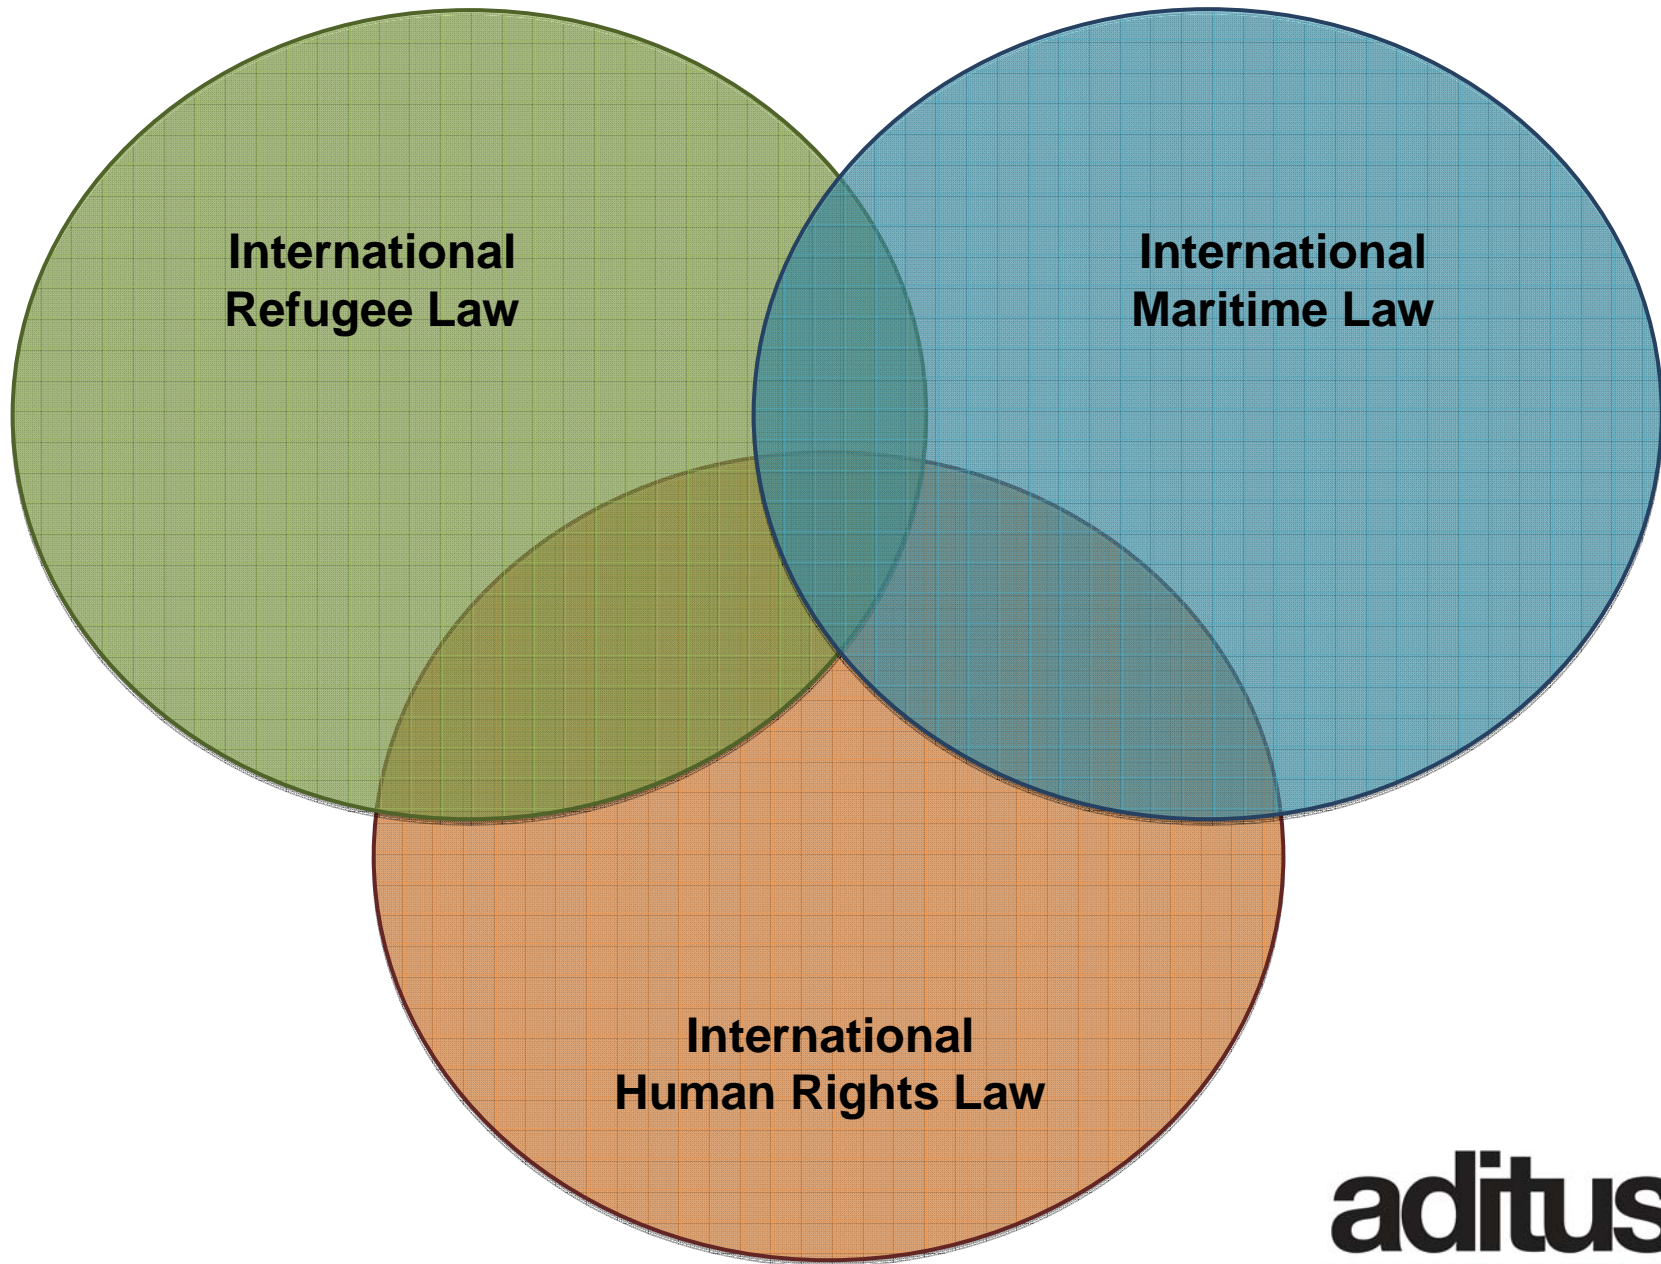 International
Refugee Law
International
Maritime Law
International
Human Rights Law
aditus